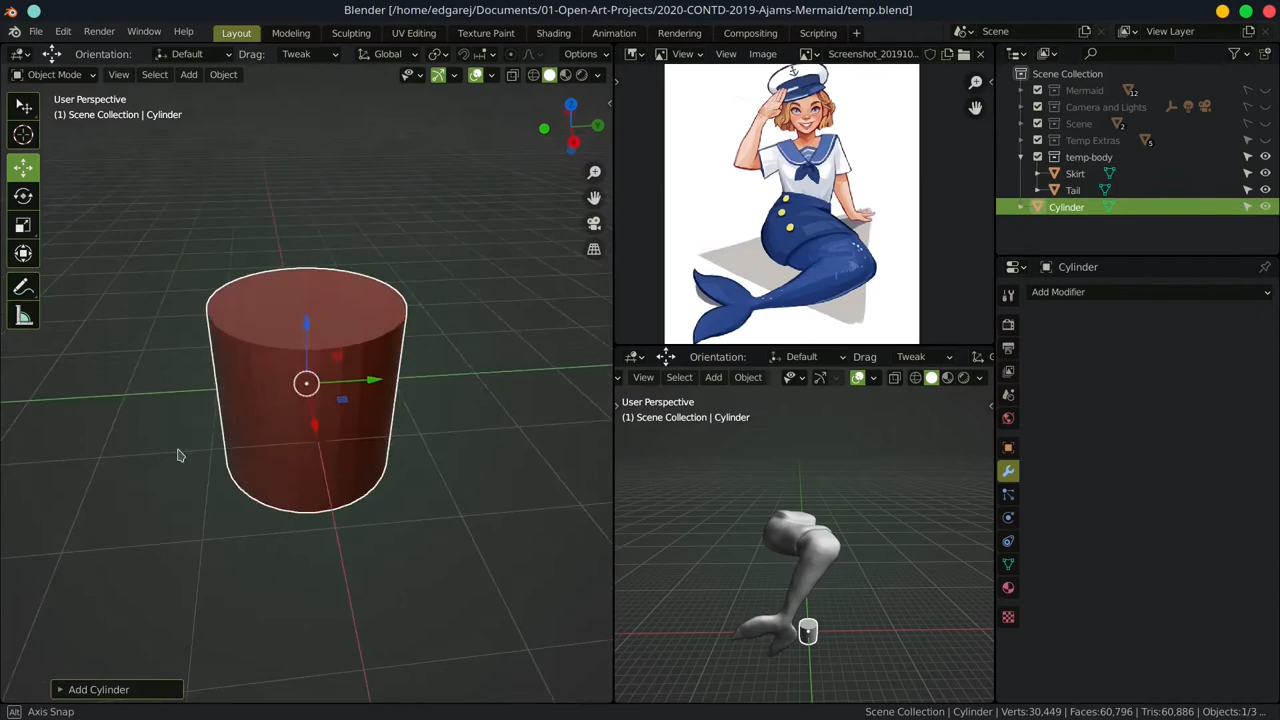 Blender [/home/edgarej/Documents/01-Open-Art-Projects/2020-CONTD-2019-Ajams-Mermaid/temp.blend]
File Edit Render Window Help Layout Modeling Sculpting UV Editing Texture Paint Shading Animation Rendering Compositing Scripting + Scene View Layer
Orientation: Default Drag: Tweak Global Options
Object Mode View Select Add Object
User Perspective
(1) Scene Collection | Cylinder
Add Cylinder
View View Image Screenshot_201910...
Orientation: Default Drag Tweak G
View Select Add Object
User Perspective
(1) Scene Collection | Cylinder
Scene Collection
Mermaid 12
Camera and Lights
Scene 2
Temp Extras 5
temp-body
Skirt
Tail
Cylinder
Cylinder
Add Modifier
Alt Axis Snap
Scene Collection | Cylinder | Verts:30,449 | Faces:60,796 | Tris:60,886 | Objects:1/3 ...